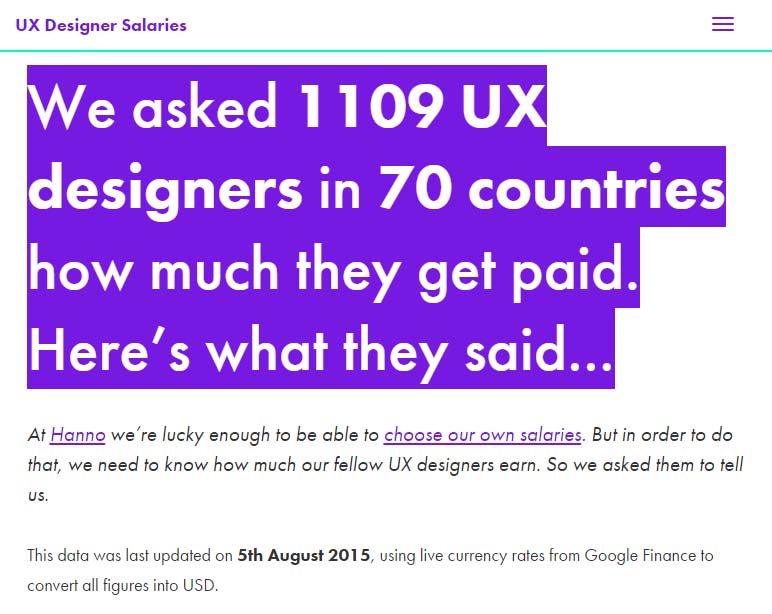 UX Designer Salaries
We asked 1109 UX
designers in 70 countries
how much they get paid.
Here’s what they said...
At Hanno we’re lucky enough to be able to choose our own salaries. But in order to do
that, we need to know how much our fellow UX designers earn. So we asked them to tell
us.
This data was last updated on 5th August 2015, using live currency rates from Google Finance to
convert all figures into USD.